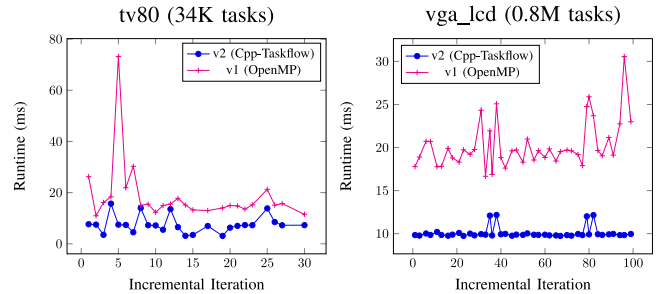 tv80 (34K tasks)
80
60
40
20
0
Runtime (ms)
v2 (Cpp-Taskflow)
v1 (OpenMP)
0 5 10 15 20 25 30
Incremental Iteration
vga_lcd (0.8M tasks)
30
25
20
15
10
Runtime (ms)
v2 (Cpp-Taskflow)
v1 (OpenMP)
0 20 40 60 80 100
Incremental Iteration